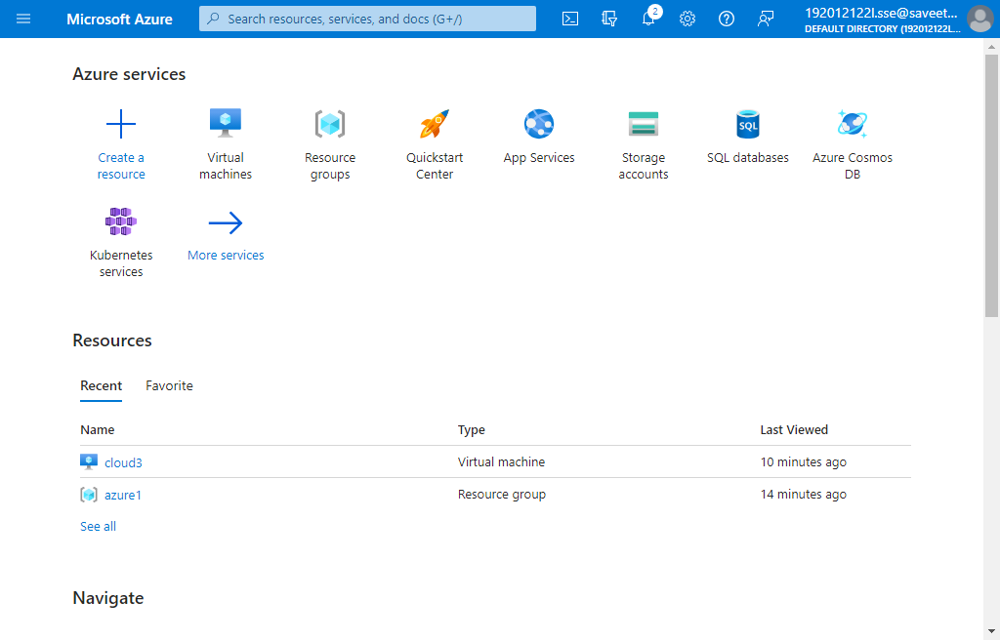 Microsoft Azure
Search resources, services, and docs (G+/)
2
192012122l.sse@saveet...
DEFAULT DIRECTORY (192012122L...
Azure services
Create a resource
Virtual machines
Resource groups
Quickstart Center
App Services
Storage accounts
SQL
SQL databases
Azure Cosmos DB
Kubernetes services
More services
Resources
Recent Favorite
Name Type Last Viewed
cloud3 Virtual machine 10 minutes ago
azure1 Resource group 14 minutes ago
See all
Navigate